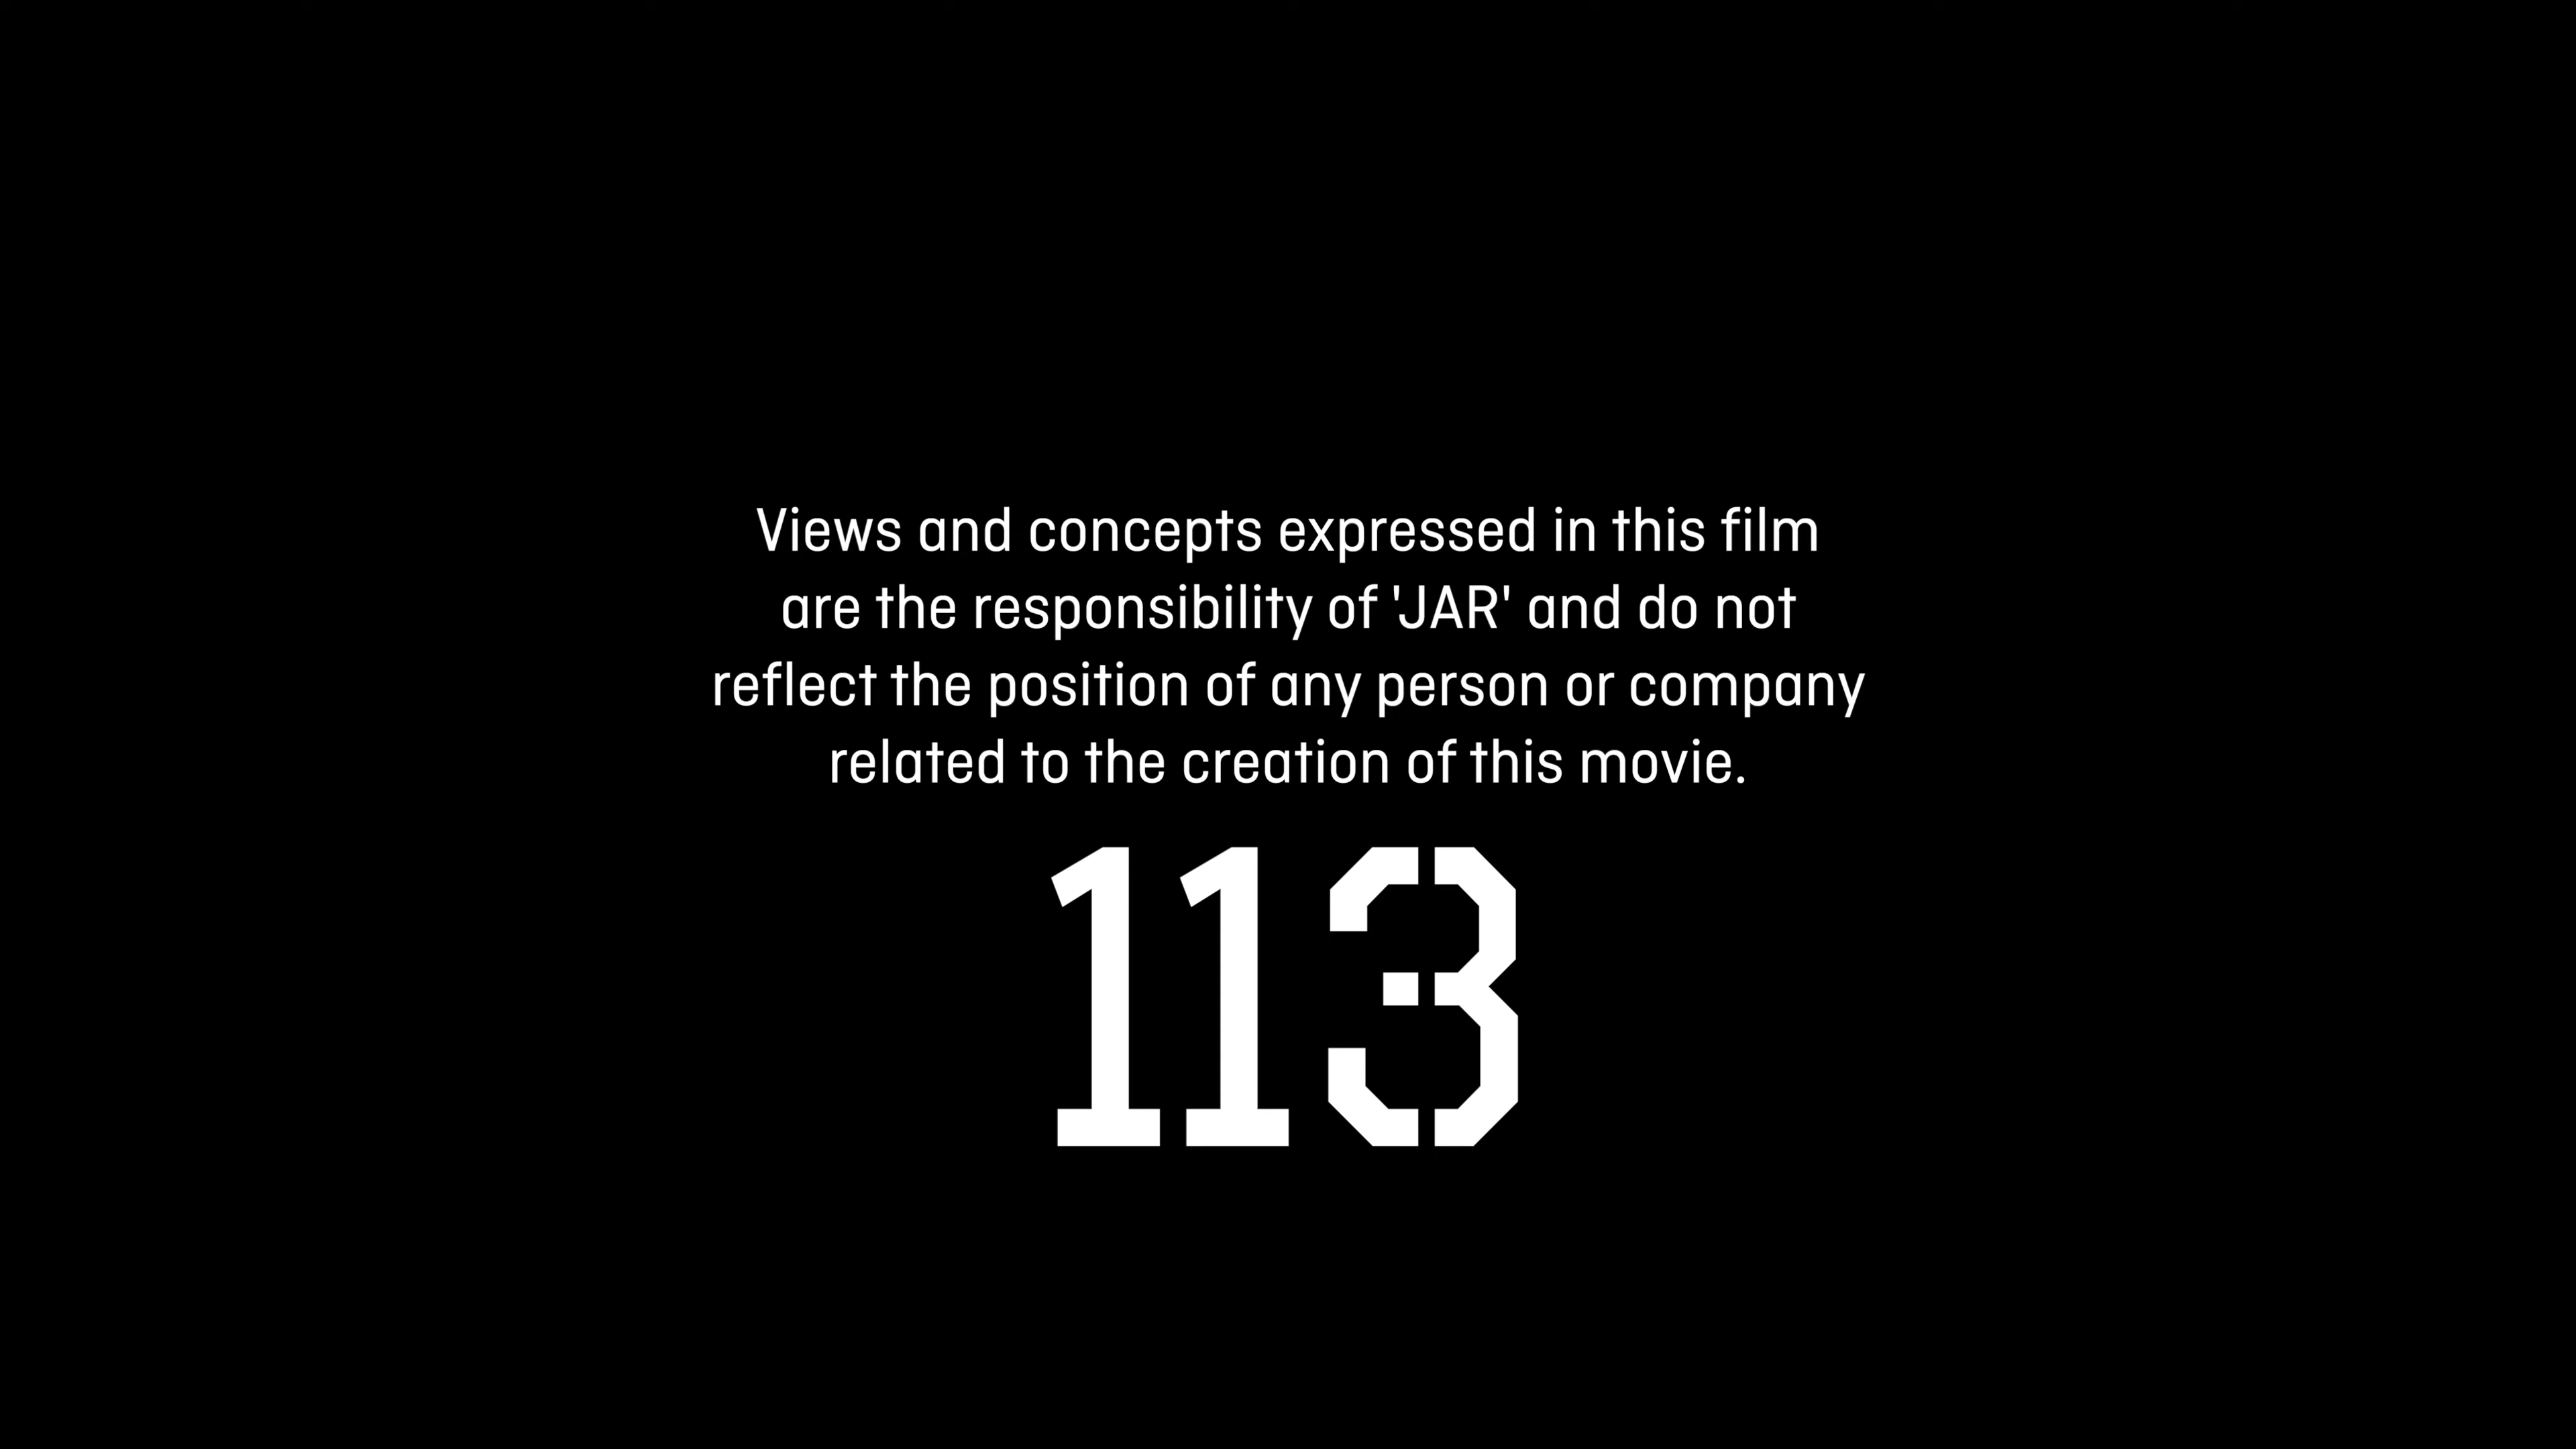 Views and concepts expressed in this film
are the responsibility of 'JAR' and do not
reflect the position of any person or company
related to the creation of this movie.
113